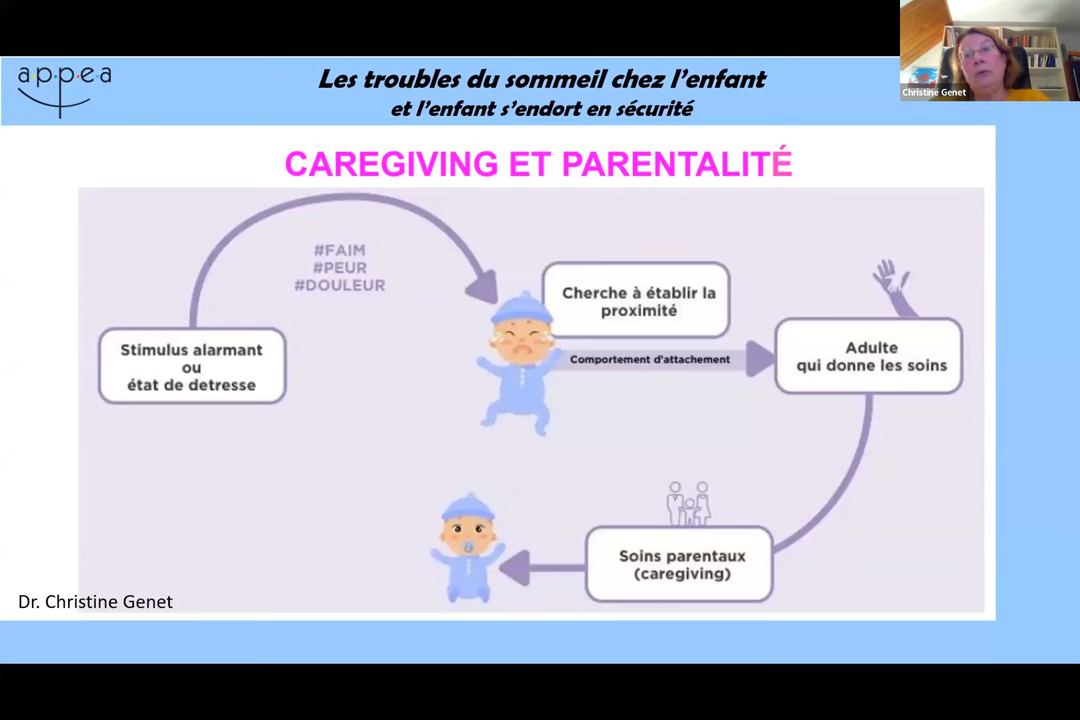 appea
Les troubles du sommeil chez l'enfant
et l'enfant s'endort en sécurité
Christine Genet
CAREGIVING ET PARENTALITÉ
#FAIM
#PEUR
#DOULEUR
Stimulus alarmant
ou
état de detresse
Cherche à établir la
proximité
Comportement d'attachement
Adulte
qui donne les soins
Soins parentaux
(caregiving)
Dr. Christine Genet